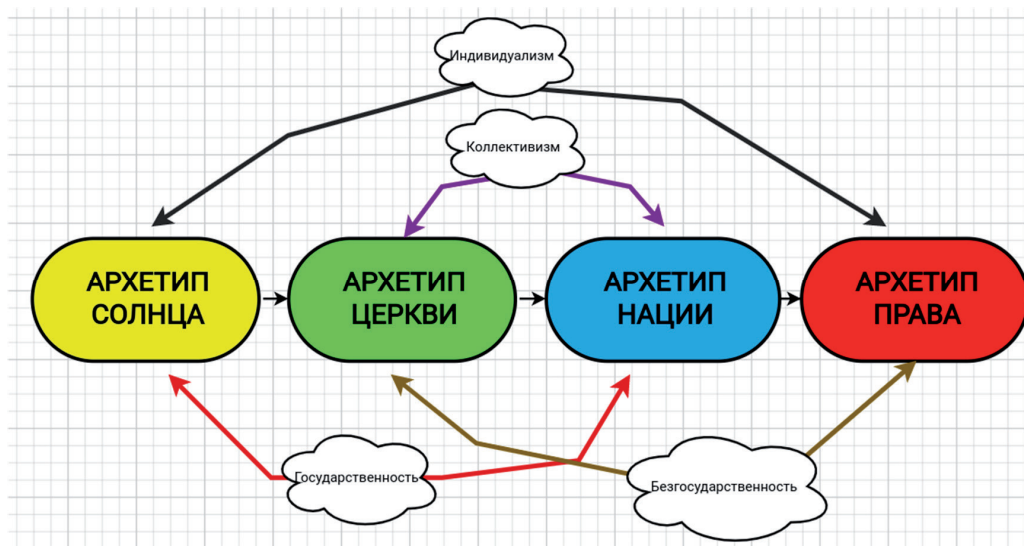 Индивидуализм
Коллективизм
АРХЕТИП
СОЛНЦА
АРХЕТИП
ЦЕРКВИ
АРХЕТИП
НАЦИИ
АРХЕТИП
ПРАВА
Государственность
Безгосударственность